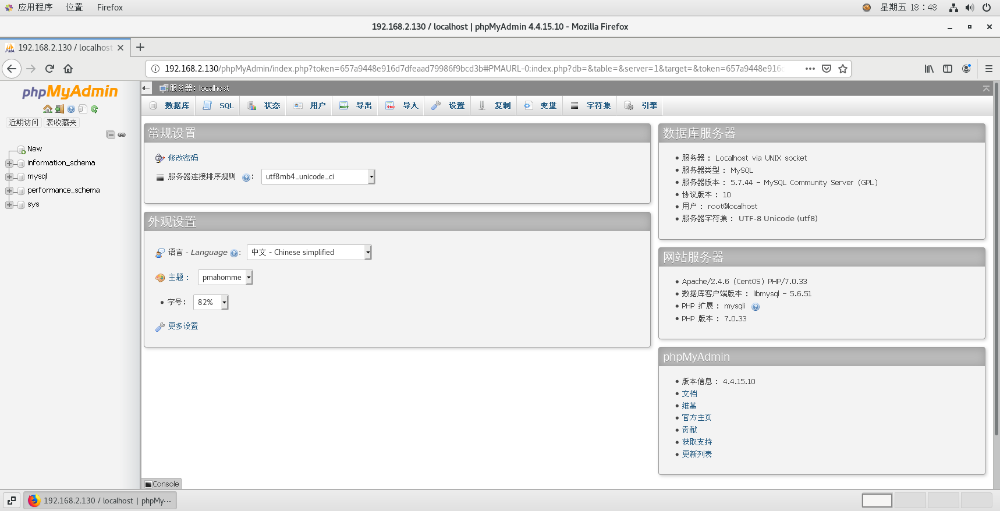 应用程序 位置 Firefox 星期五 18：48
192.168.2.130 / localhost | phpMyAdmin 4.4.15.10 - Mozilla Firefox
192.168.2.130 / localhost
192.168.2.130/phpMyAdmin/index.php?token=657a9448e916d7dfeaad79986f9bcd3b#PMAURL-0:index.php?db=&table=&server=1&target=&token=657a9448e916
phpMyAdmin
近期访问 表收藏夹
New
information_schema
mysql
performance_schema
sys
服务器: localhost
数据库 SQL 状态 用户 导出 导入 设置 复制 变量 字符集 引擎
常规设置
修改密码
服务器连接排序规则 : utf8mb4_unicode_ci
外观设置
语言 - Language : 中文 - Chinese simplified
主题： pmahomme
字号: 82%
更多设置
数据库服务器
服务器： Localhost via UNIX socket
服务器类型： MySQL
服务器版本： 5.7.44 - MySQL Community Server (GPL)
协议版本： 10
用户： root@localhost
服务器字符集： UTF-8 Unicode (utf8)
网站服务器
Apache/2.4.6 (CentOS) PHP/7.0.33
数据库客户端版本： libmysql - 5.6.51
PHP 扩展： mysqli
PHP 版本： 7.0.33
phpMyAdmin
版本信息： 4.4.15.10
文档
维基
官方主页
贡献
获取支持
更新列表
Console
192.168.2.130 / localhost | phpMy···